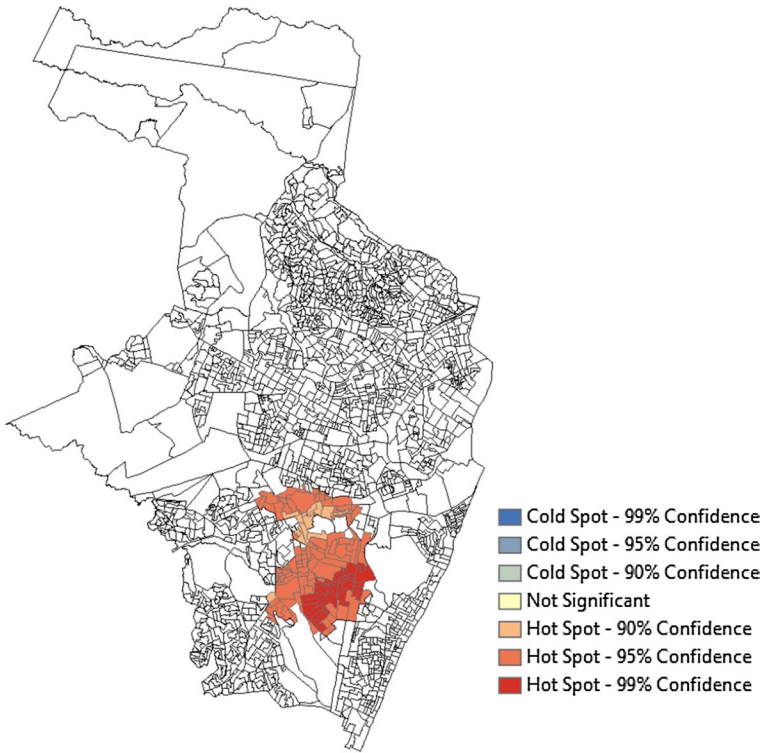 Cold Spot - 99% Confidence
Cold Spot - 95% Confidence
Cold Spot - 90% Confidence
Not Significant
Hot Spot - 90% Confidence
Hot Spot - 95% Confidence
Hot Spot - 99% Confidence